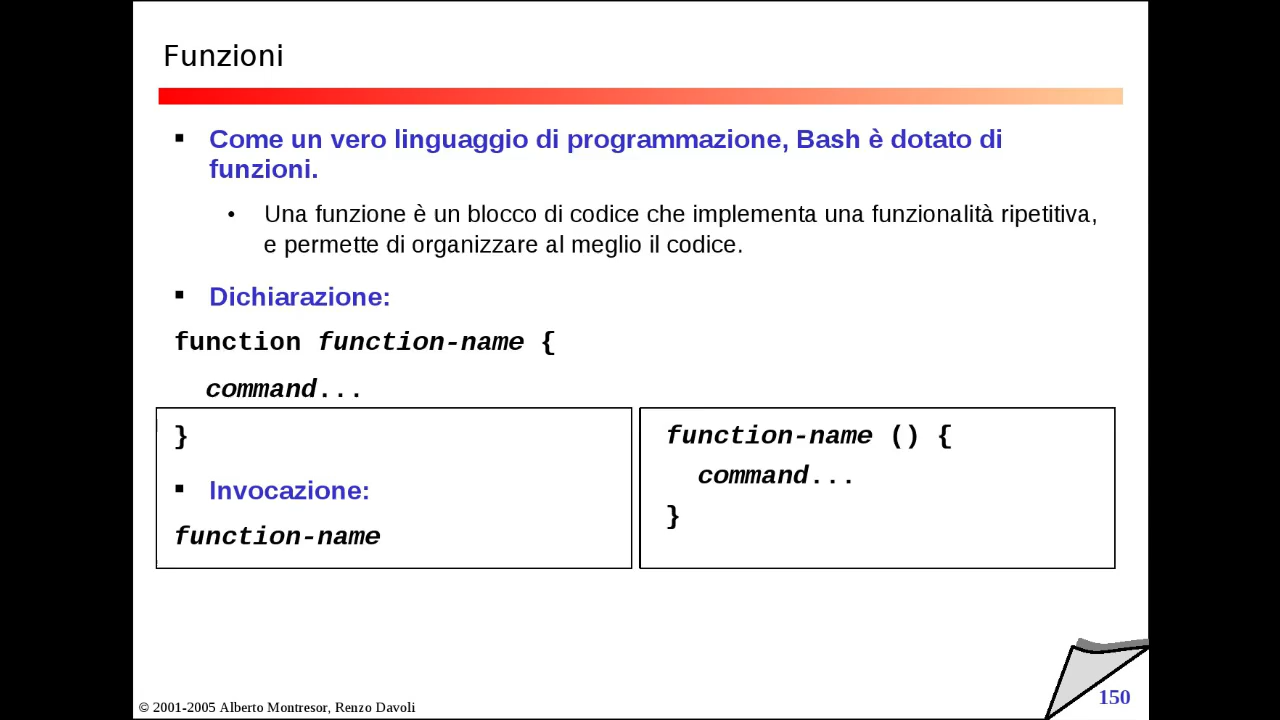 Funzioni
Come un vero linguaggio di programmazione, Bash è dotato di
funzioni.
Una funzione è un blocco di codice che implementa una funzionalità ripetitiva,
e permette di organizzare al meglio il codice.
Dichiarazione:
function function-name {
command...
}
Invocazione:
function-name
function-name () {
command...
}
© 2001-2005 Alberto Montresor, Renzo Davoli
150